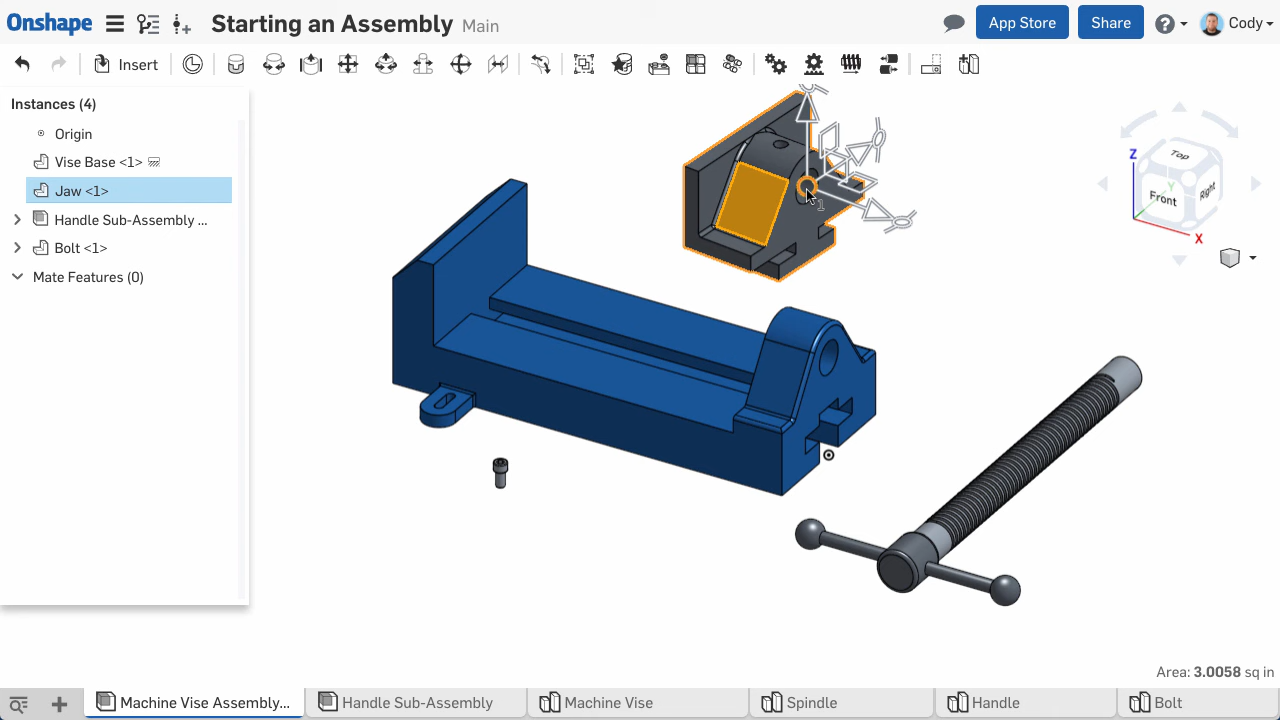 Onshape
Starting an Assembly Main
App Store
Share
Cody
Insert
Instances (4)
Origin
Vise Base <1>
Jaw <1>
Handle Sub-Assembly ...
Bolt <1>
Mate Features (0)
1
Top
Front
Right
Z
Y
X
Area: 3.0058 sq in
Machine Vise Assembly...
Handle Sub-Assembly
Machine Vise
Spindle
Handle
Bolt